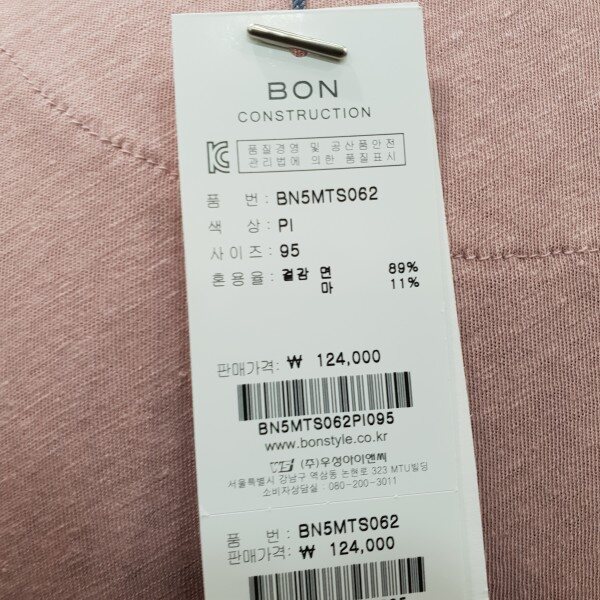 BON
CONSTRUCTION
품질경영 및 공산품안전
관리법에 의한 품질표시
품 번 : BN5MTS062
색 상 : PI
사이즈 : 95
혼용율 : 겉감 면 89%
마 11%
판매가격: ₩ 124,000
BN5MTS062PI095
www.bonstyle.co.kr
(주)우성아이앤씨
서울특별시 강남구 역삼동 논현로 323 MTU빌딩
소비자상담실 : 080-200-3011
품 번 : BN5MTS062
판매가격: ₩ 124,000